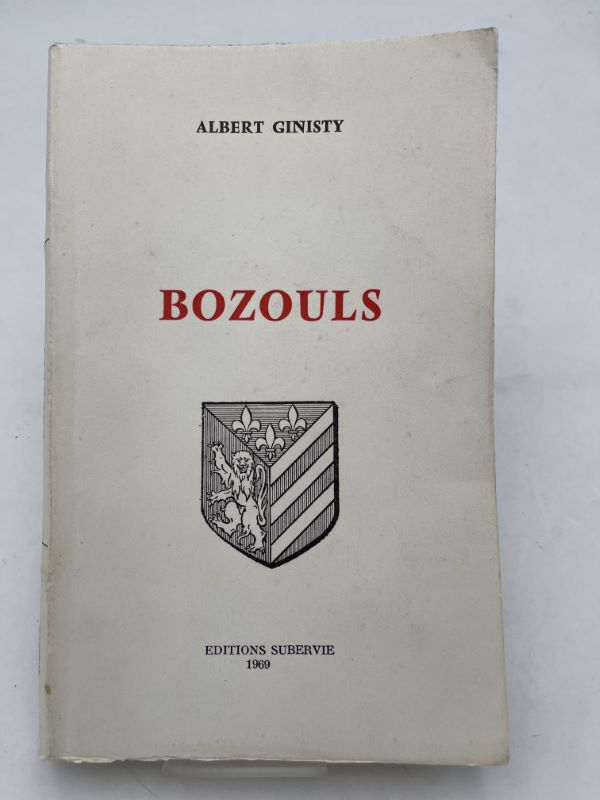 ALBERT GINISTY
BOZOULS
EDITIONS SUBERVIE
1969